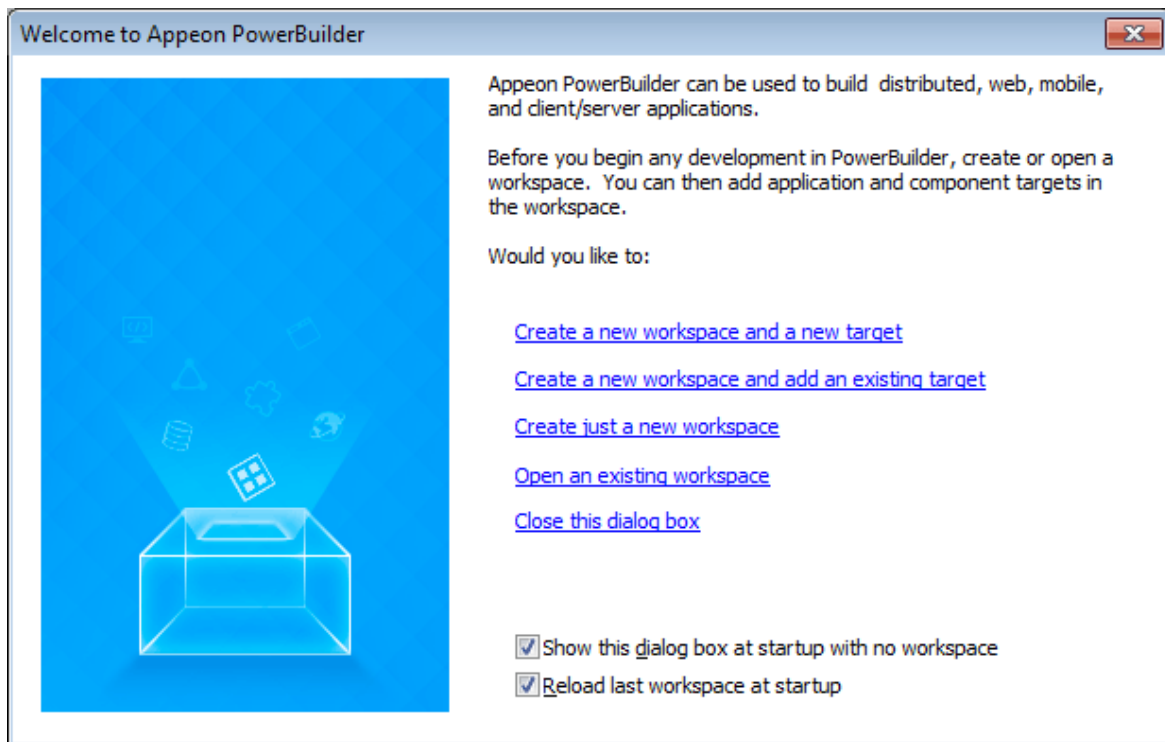 Welcome to Appeon PowerBuilder
Appeon PowerBuilder can be used to build  distributed, web, mobile,
and client/server applications.
Before you begin any development in PowerBuilder, create or open a
workspace.  You can then add application and component targets in
the workspace.
Would you like to:
Create a new workspace and a new target
Create a new workspace and add an existing target
Create just a new workspace
Open an existing workspace
Close this dialog box
Show this dialog box at startup with no workspace
Reload last workspace at startup